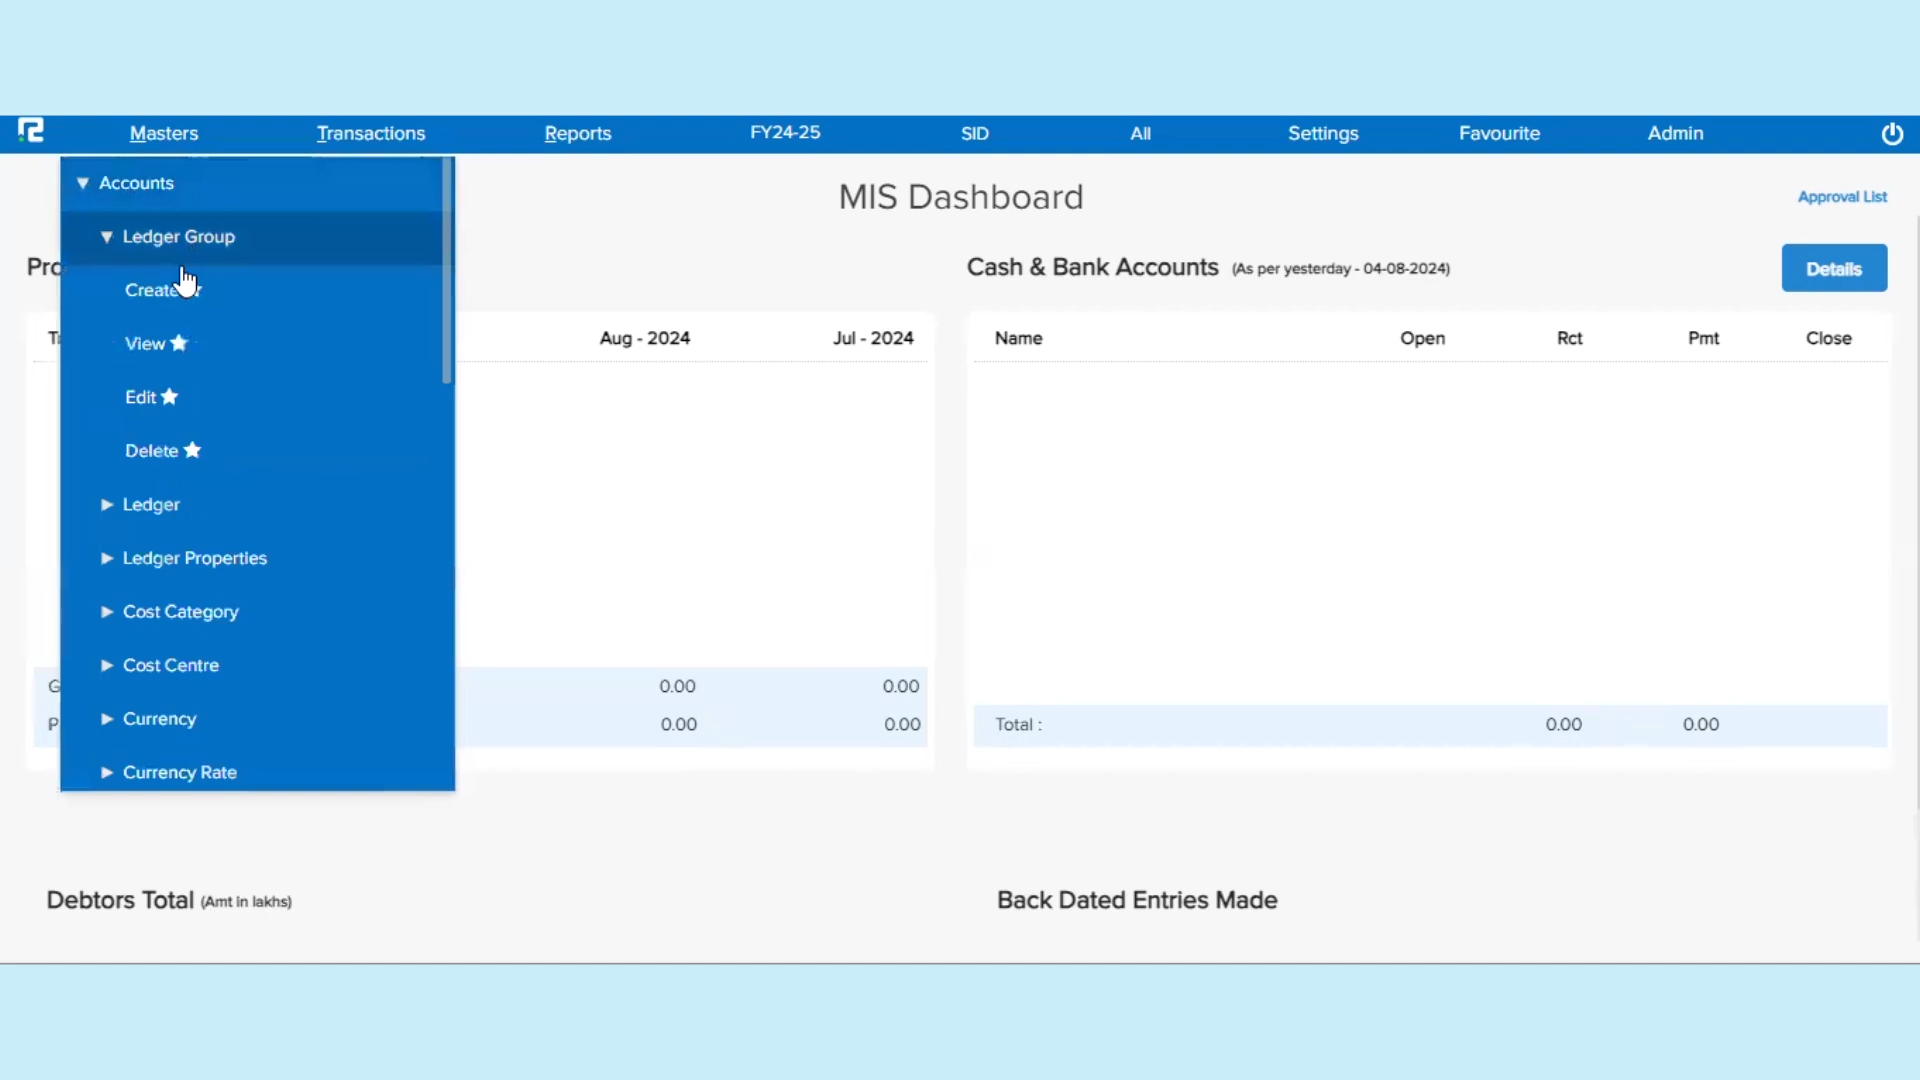 Masters Transactions Reports FY24-25 SID All Settings Favourite Admin
Accounts
Ledger Group
Create
View
Edit
Delete
Ledger
Ledger Properties
Cost Category
Cost Centre
Currency
Currency Rate
MIS Dashboard
Approval List
Cash & Bank Accounts (As per yesterday - 04-08-2024)
Details
Aug - 2024 Jul - 2024
0.00 0.00
0.00 0.00
Name Open Rct Pmt Close
Total : 0.00 0.00
Debtors Total (Amt in lakhs)
Back Dated Entries Made